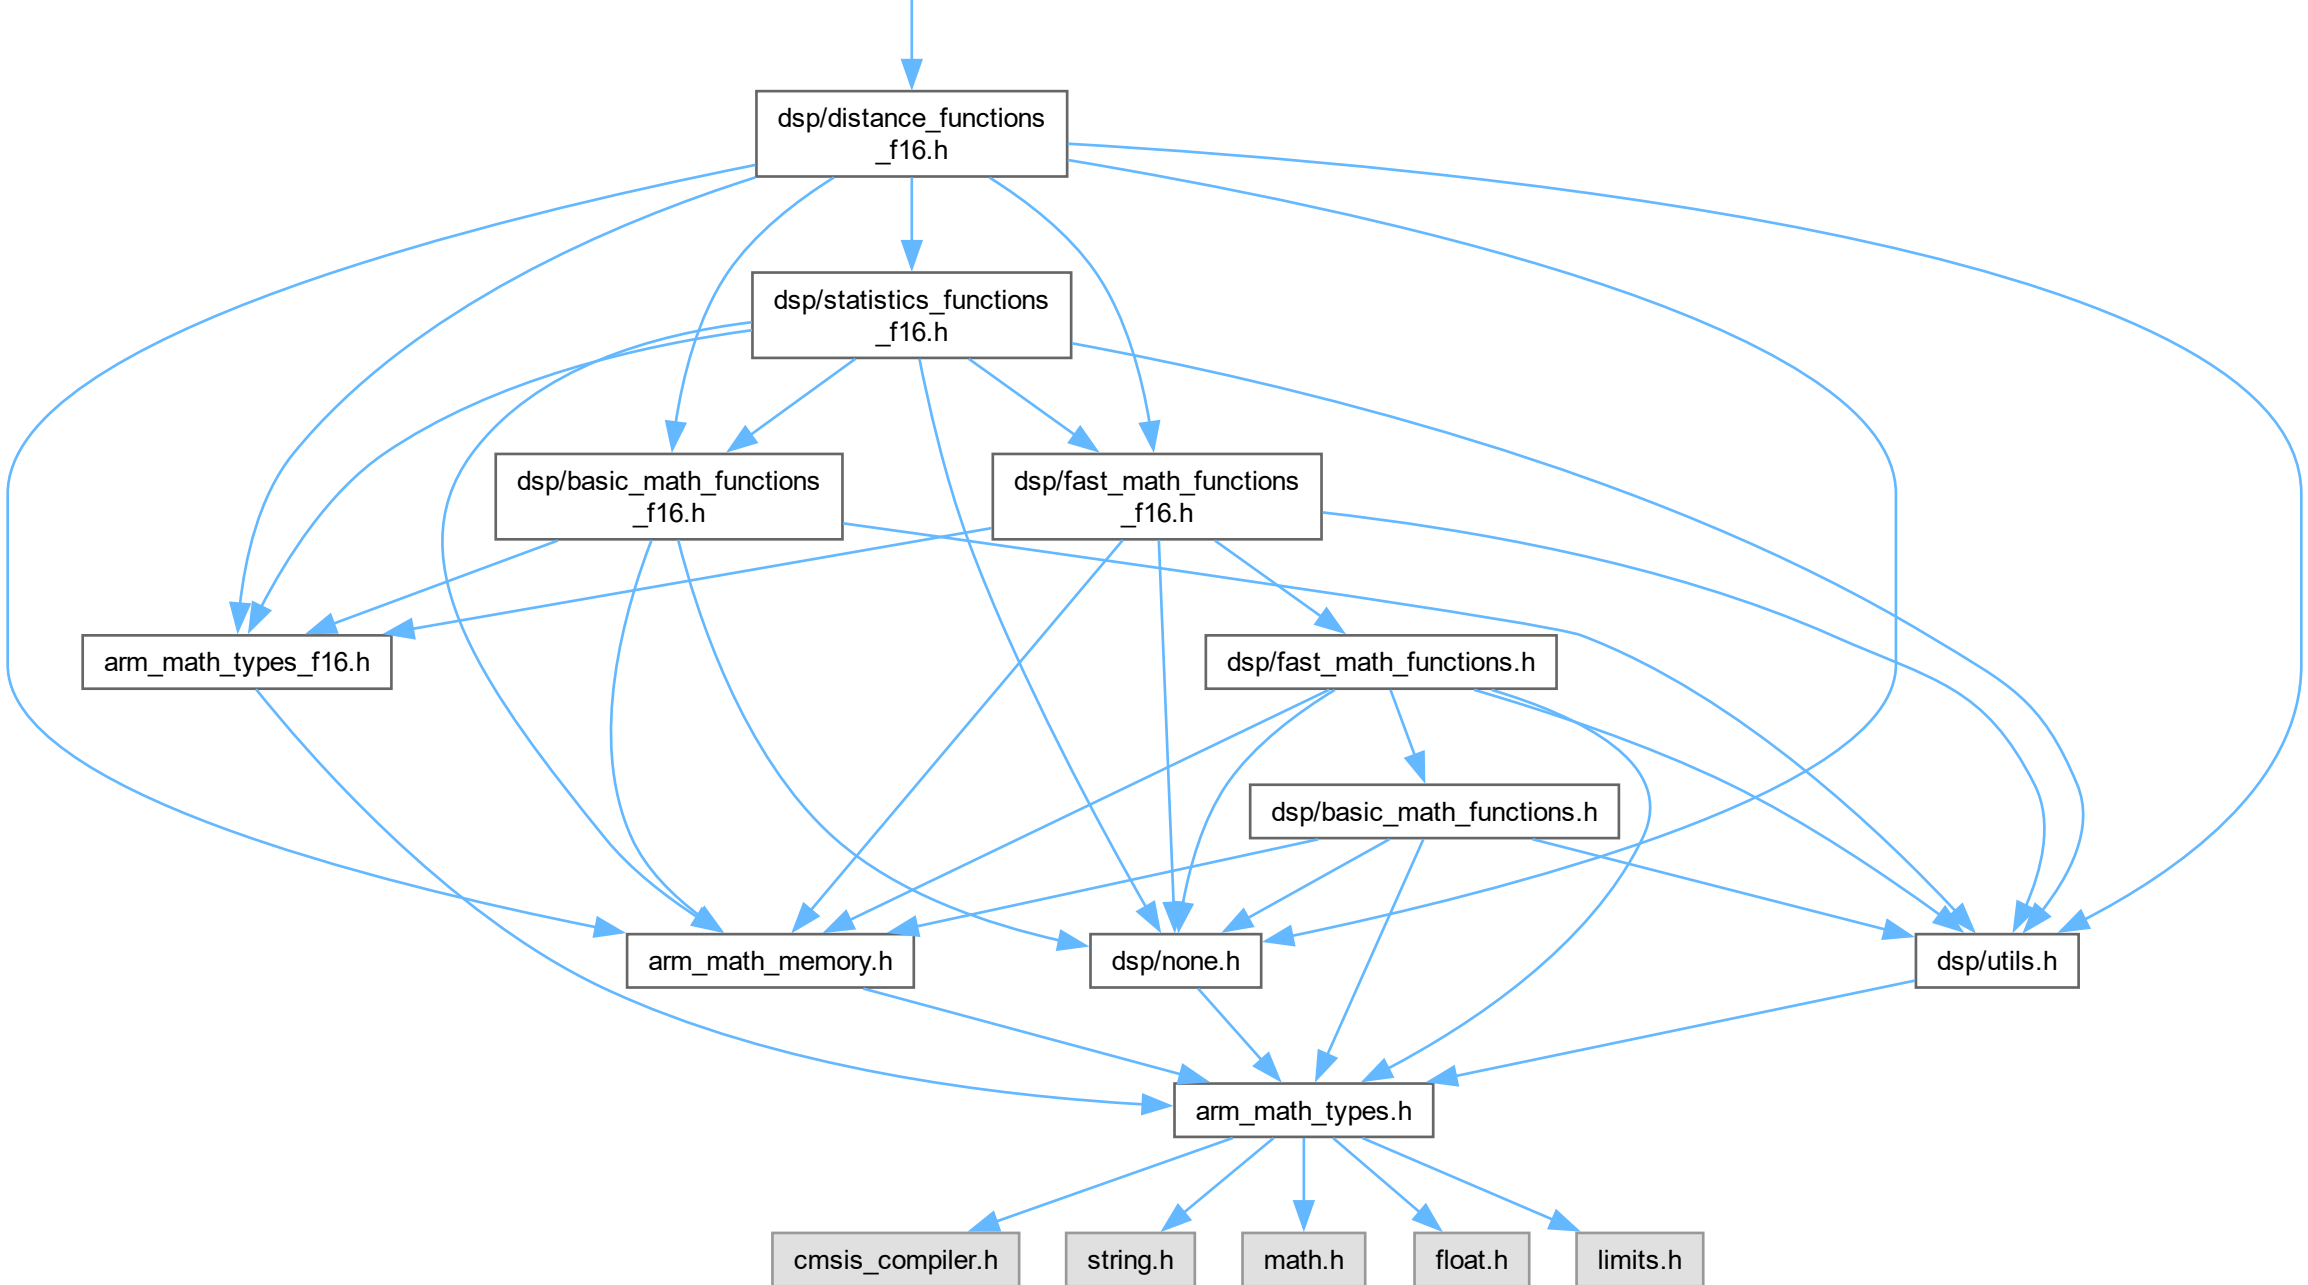 dsp/distance_functions
_f16.h
dsp/statistics_functions
_f16.h
dsp/basic_math_functions
_f16.h
dsp/fast_math_functions
_f16.h
arm_math_types_f16.h
dsp/fast_math_functions.h
dsp/basic_math_functions.h
arm_math_memory.h
dsp/none.h
dsp/utils.h
arm_math_types.h
cmsis_compiler.h
string.h
math.h
float.h
limits.h